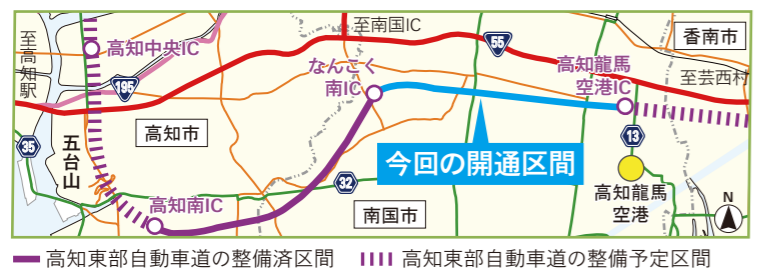 至南国IC
55
香南市
至高知駅
高知中央IC
なんこく
南IC
高知龍馬
空港IC
至芸西村
195
高知市
13
五台山
35
今回の開通区間
高知龍馬
空港
N
高知南IC
32
南国市
高知東部自動車道の整備済区間
高知東部自動車道の整備予定区間